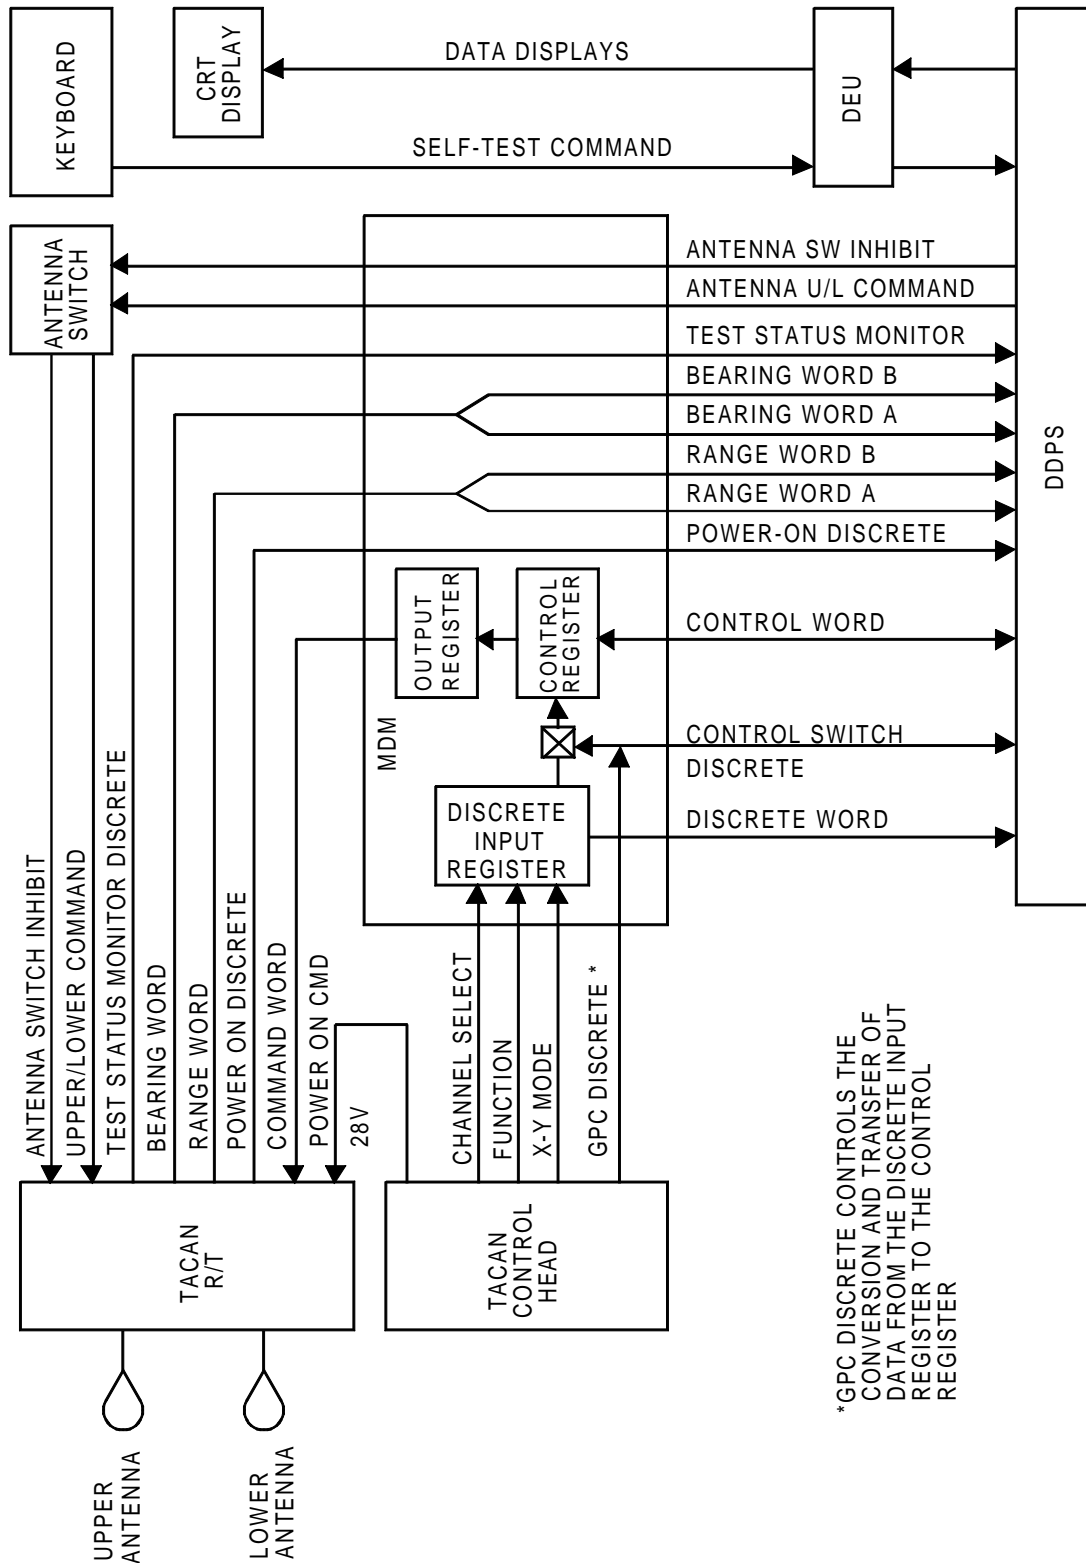 KEYBOARD
CRT
DISPLAY
DATA DISPLAYS
DEU
SELF-TEST COMMAND
ANTENNA
SWITCH
ANTENNA SW INHIBIT
ANTENNA U/L COMMAND
TEST STATUS MONITOR
BEARING WORD B
BEARING WORD A
RANGE WORD B
RANGE WORD A
POWER-ON DISCRETE
DDPS
OUTPUT
REGISTER
CONTROL
REGISTER
CONTROL WORD
MDM
CONTROL SWITCH
DISCRETE
DISCRETE
INPUT
REGISTER
DISCRETE WORD
ANTENNA SWITCH INHIBIT
UPPER/LOWER COMMAND
TEST STATUS MONITOR DISCRETE
BEARING WORD
RANGE WORD
POWER ON DISCRETE
COMMAND WORD
POWER ON CMD
28V
CHANNEL SELECT
FUNCTION
X-Y MODE
GPC DISCRETE *
TACAN
R/T
TACAN
CONTROL
HEAD
UPPER
ANTENNA
LOWER
ANTENNA
*GPC DISCRETE CONTROLS THE
CONVERSION AND TRANSFER OF
DATA FROM THE DISCRETE INPUT
REGISTER TO THE CONTROL
REGISTER